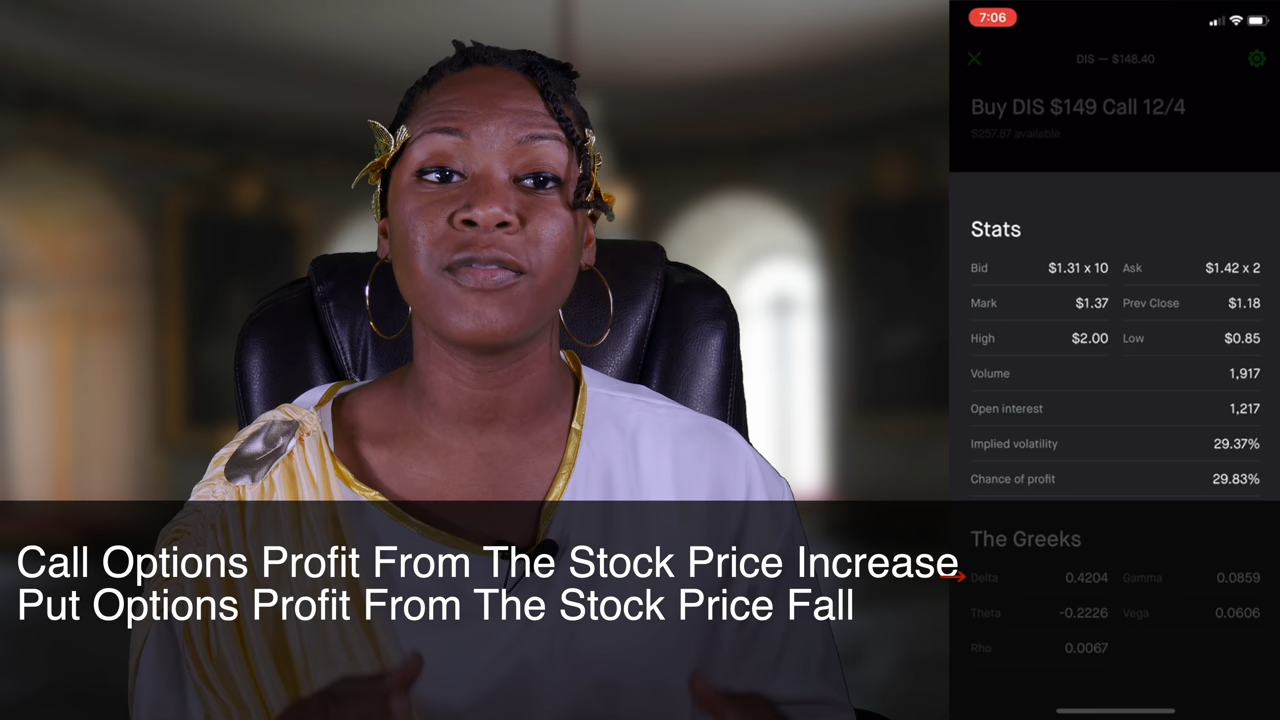 7:06
DIS — $148.40
Buy DIS $149 Call 12/4
$257.87 available
Stats
Bid $1.31 x 10 Ask $1.42 x 2
Mark $1.37 Prev Close $1.18
High $2.00 Low $0.85
Volume 1,917
Open interest 1,217
Implied volatility 29.37%
Chance of profit 29.83%
The Greeks
Delta 0.4204 Gamma 0.0859
Theta -0.2226 Vega 0.0606
Rho 0.0067
Call Options Profit From The Stock Price Increase
Put Options Profit From The Stock Price Fall